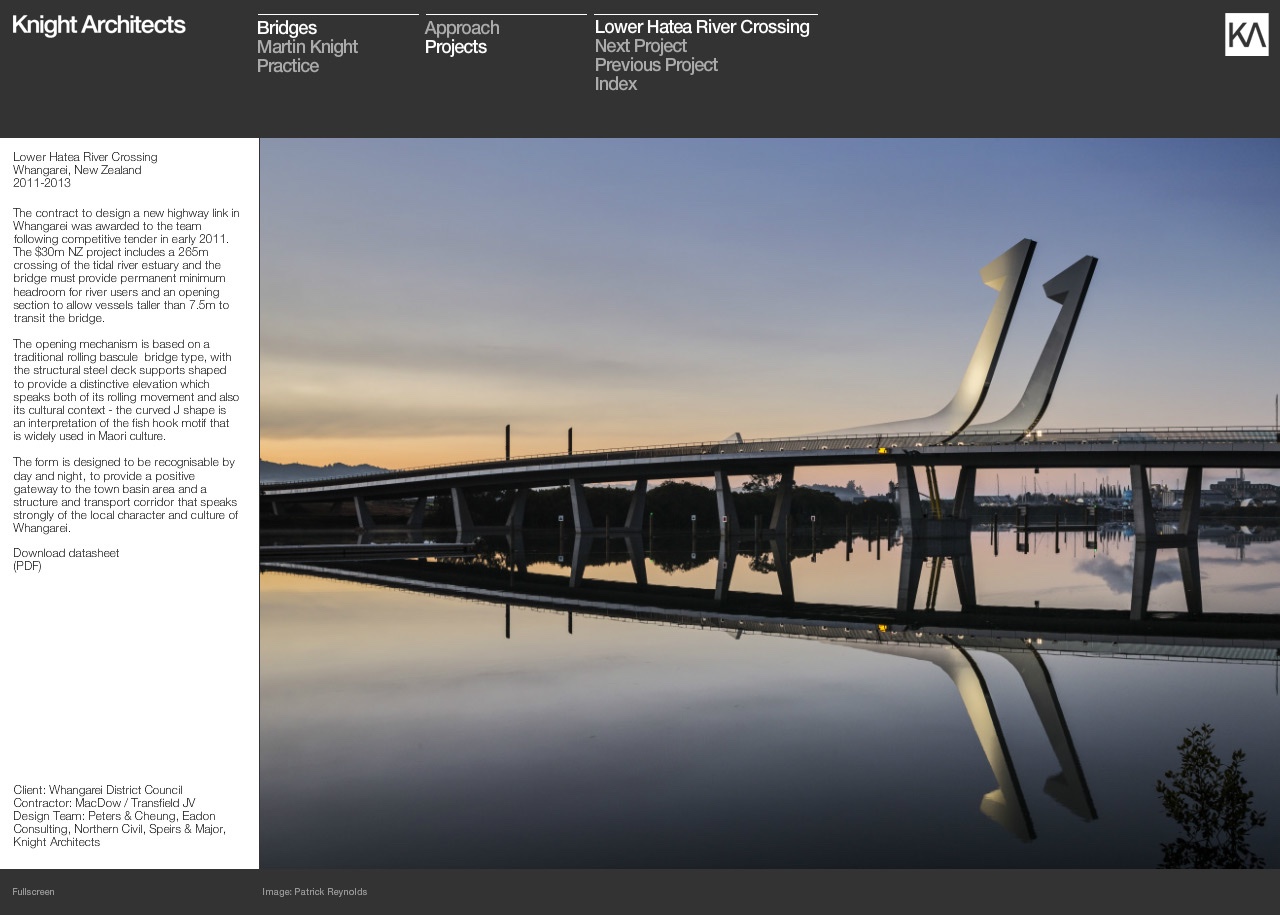 Knight Architects
Bridges
Martin Knight
Practice
Approach
Projects
Lower Hatea River Crossing
Next Project
Previous Project
Index
KA
Lower Hatea River Crossing
Whangarei, New Zealand
2011-2013
The contract to design a new highway link in
Whangarei was awarded to the team
following competitive tender in early 2011.
The $30m NZ project includes a 265m
crossing of the tidal river estuary and the
bridge must provide permanent minimum
headroom for river users and an opening
section to allow vessels taller than 7.5m to
transit the bridge.
The opening mechanism is based on a
traditional rolling bascule  bridge type, with
the structural steel deck supports shaped
to provide a distinctive elevation which
speaks both of its rolling movement and also
its cultural context - the curved J shape is
an interpretation of the fish hook motif that
is widely used in Maori culture.
The form is designed to be recognisable by
day and night, to provide a positive
gateway to the town basin area and a
structure and transport corridor that speaks
strongly of the local character and culture of
Whangarei.
Download datasheet
(PDF)
Client: Whangarei District Council
Contractor: MacDow / Transfield JV
Design Team: Peters & Cheung, Eadon
Consulting, Northern Civil, Speirs & Major,
Knight Architects
Fullscreen
Image: Patrick Reynolds